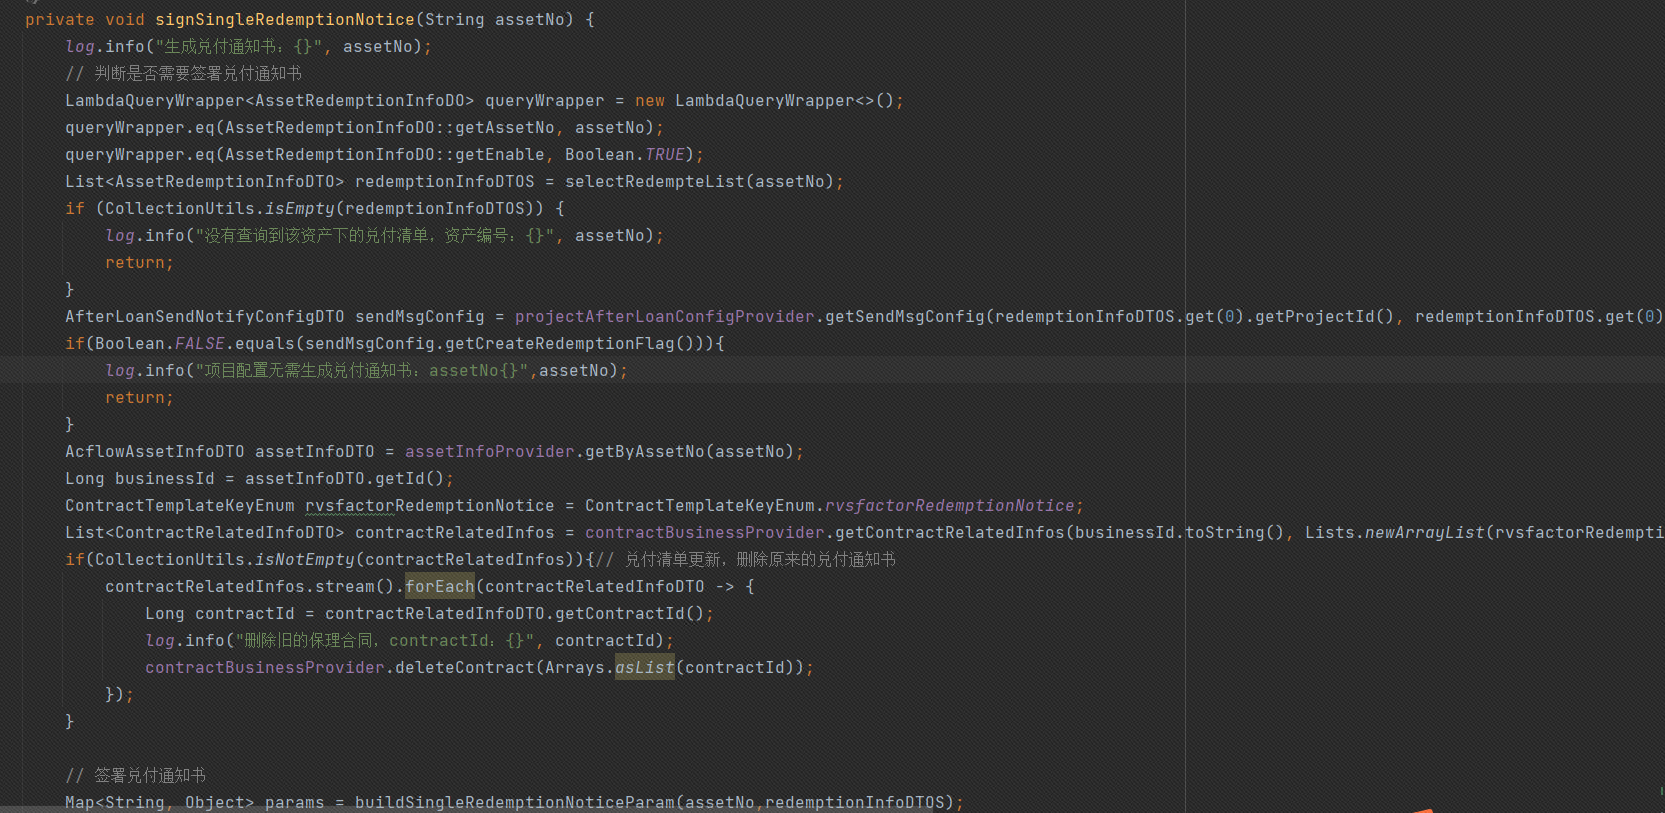 private void signSingleRedemptionNotice(String assetNo) {
log.info("生成兑付通知书：{}", assetNo);
// 判断是否需要签署兑付通知书
LambdaQueryWrapper<AssetRedemptionInfoDO> queryWrapper = new LambdaQueryWrapper<>();
queryWrapper.eq(AssetRedemptionInfoDO::getAssetNo, assetNo);
queryWrapper.eq(AssetRedemptionInfoDO::getEnable, Boolean.TRUE);
List<AssetRedemptionInfoDTO> redemptionInfoDTOS = selectRedempteList(assetNo);
if (CollectionUtils.isEmpty(redemptionInfoDTOS)) {
log.info("没有查询到该资产下的兑付清单，资产编号：{}", assetNo);
return;
}
AfterLoanSendNotifyConfigDTO sendMsgConfig = projectAfterLoanConfigProvider.getSendMsgConfig(redemptionInfoDTOS.get(0).getProjectId(), redemptionInfoDTOS.get(0)
if(Boolean.FALSE.equals(sendMsgConfig.getCreateRedemptionFlag())){
log.info("项目配置无需生成兑付通知书：assetNo{}",assetNo);
return;
}
AcflowAssetInfoDTO assetInfoDTO = assetInfoProvider.getByAssetNo(assetNo);
Long businessId = assetInfoDTO.getId();
ContractTemplateKeyEnum rvsfactorRedemptionNotice = ContractTemplateKeyEnum.rvsfactorRedemptionNotice;
List<ContractRelatedInfoDTO> contractRelatedInfos = contractBusinessProvider.getContractRelatedInfos(businessId.toString(), Lists.newArrayList(rvsfactorRedempti
if(CollectionUtils.isNotEmpty(contractRelatedInfos)){// 兑付清单更新，删除原来的兑付通知书
contractRelatedInfos.stream().forEach(contractRelatedInfoDTO -> {
Long contractId = contractRelatedInfoDTO.getContractId();
log.info("删除旧的保理合同，contractId：{}", contractId);
contractBusinessProvider.deleteContract(Arrays.asList(contractId));
});
}
// 签署兑付通知书
Map<String, Object> params = buildSingleRedemptionNoticeParam(assetNo,redemptionInfoDTOS);